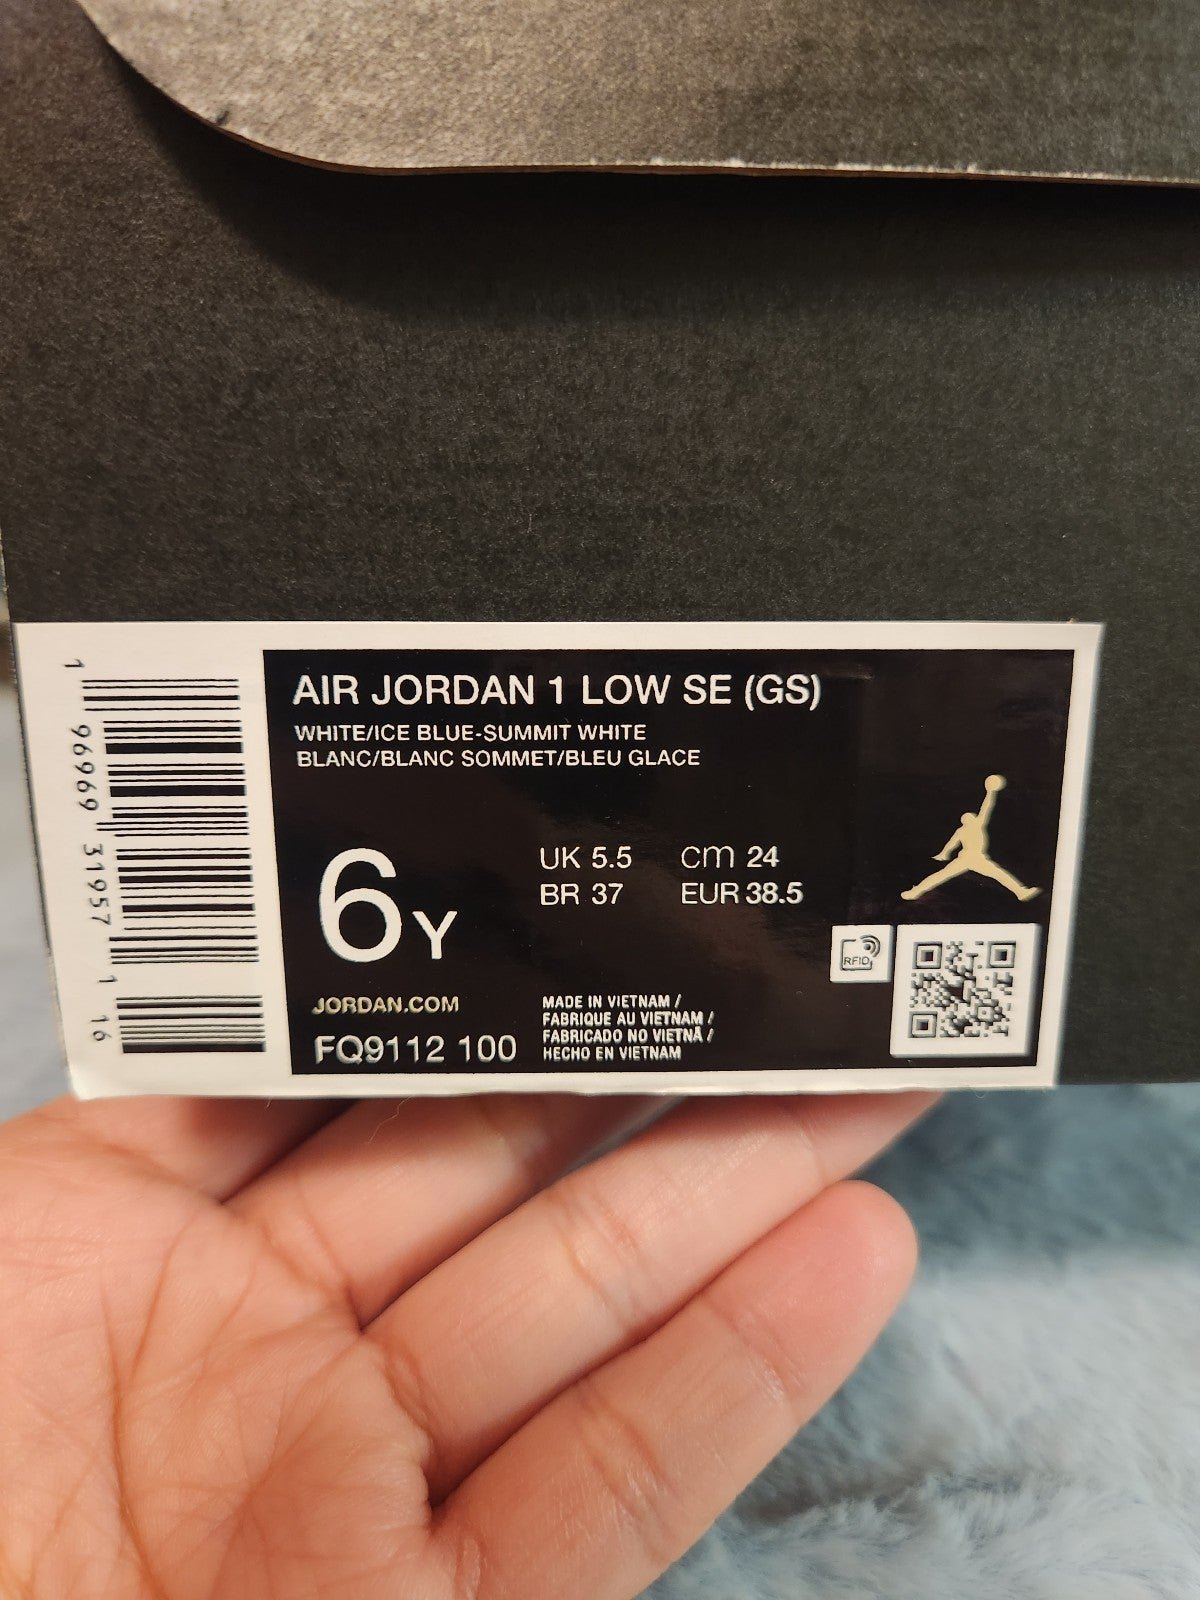 AIR JORDAN 1 LOW SE (GS)
WHITE/ICE BLUE-SUMMIT WHITE
BLANC/BLANC SOMMET/BLEU GLACE
6Y
UK 5.5 cm 24
BR 37 EUR 38.5
RFID
JORDAN.COM
FQ9112 100
MADE IN VIETNAM /
FABRIQUE AU VIETNAM /
FABRICADO NO VIETNÃ /
HECHO EN VIETNAM
1 96969 31957 1 16